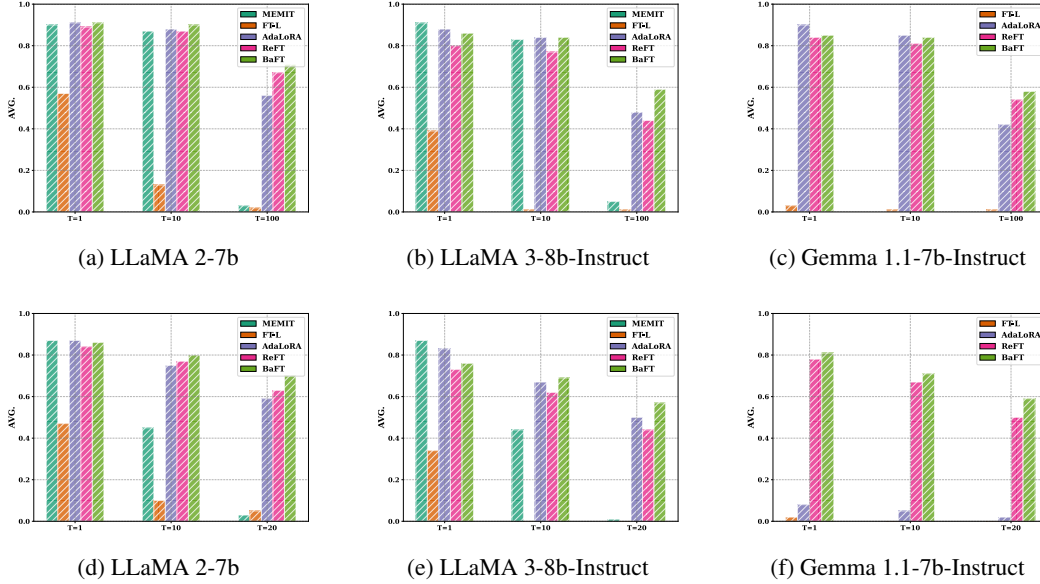 1.0
0.8
0.6
0.4
0.2
0.0
AVG.
T=1
T=10
T=100
MEMIT
FT-L
AdaLoRA
ReFT
BaFT
(a) LLaMA 2-7b
1.0
0.8
0.6
0.4
0.2
0.0
AVG.
T=1
T=10
T=100
MEMIT
FT-L
AdaLoRA
ReFT
BaFT
(b) LLaMA 3-8b-Instruct
1.0
0.8
0.6
0.4
0.2
0.0
AVG.
T=1
T=10
T=100
FT-L
AdaLoRA
ReFT
BaFT
(c) Gemma 1.1-7b-Instruct
1.0
0.8
0.6
0.4
0.2
0.0
AVG.
T=1
T=10
T=20
MEMIT
FT-L
AdaLoRA
ReFT
BaFT
(d) LLaMA 2-7b
1.0
0.8
0.6
0.4
0.2
0.0
AVG.
T=1
T=10
T=20
MEMIT
FT-L
AdaLoRA
ReFT
BaFT
(e) LLaMA 3-8b-Instruct
1.0
0.8
0.6
0.4
0.2
0.0
AVG.
T=1
T=10
T=20
FT-L
AdaLoRA
ReFT
BaFT
(f) Gemma 1.1-7b-Instruct